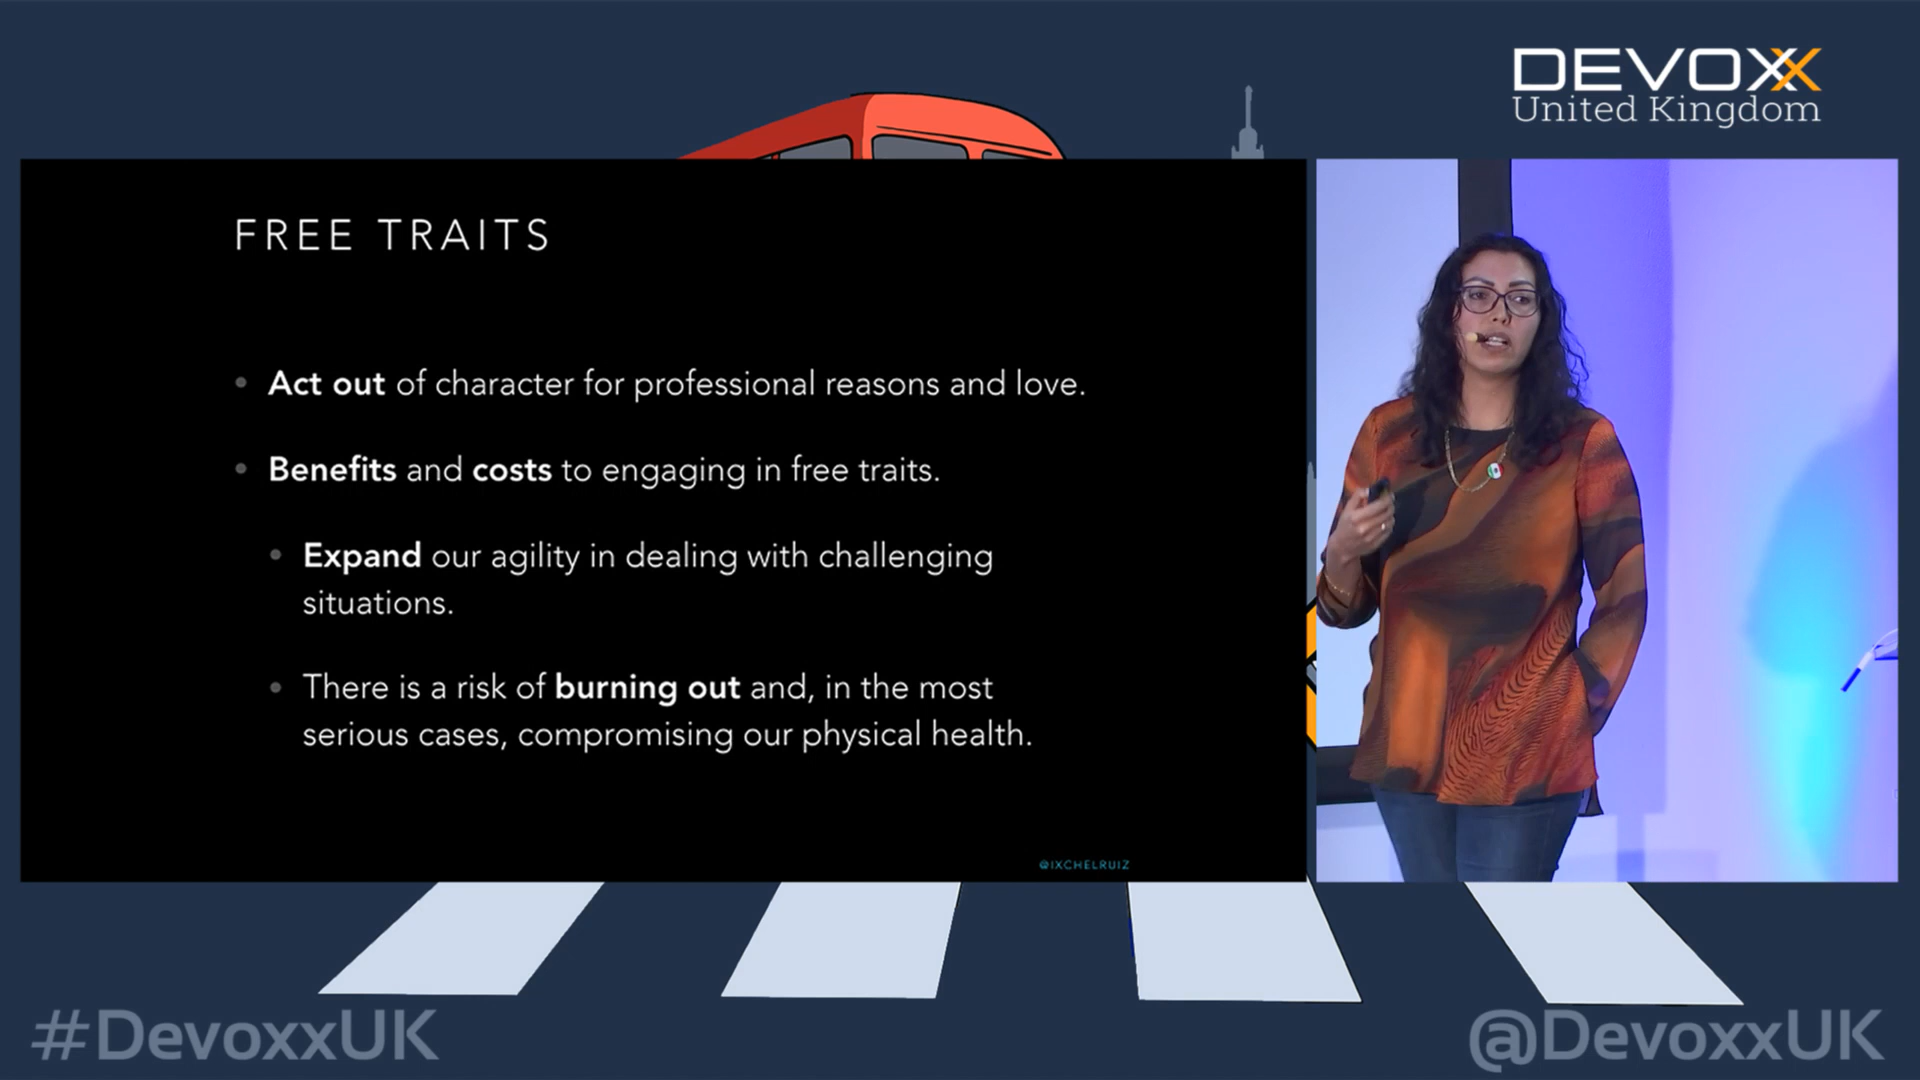 DEVOXX
United Kingdom
FREE TRAITS
• Act out of character for professional reasons and love.
• Benefits and costs to engaging in free traits.
• Expand our agility in dealing with challenging
situations.
• There is a risk of burning out and, in the most
serious cases, compromising our physical health.
@IXCHELRUIZ
#DevoxxUK
@DevoxxUK